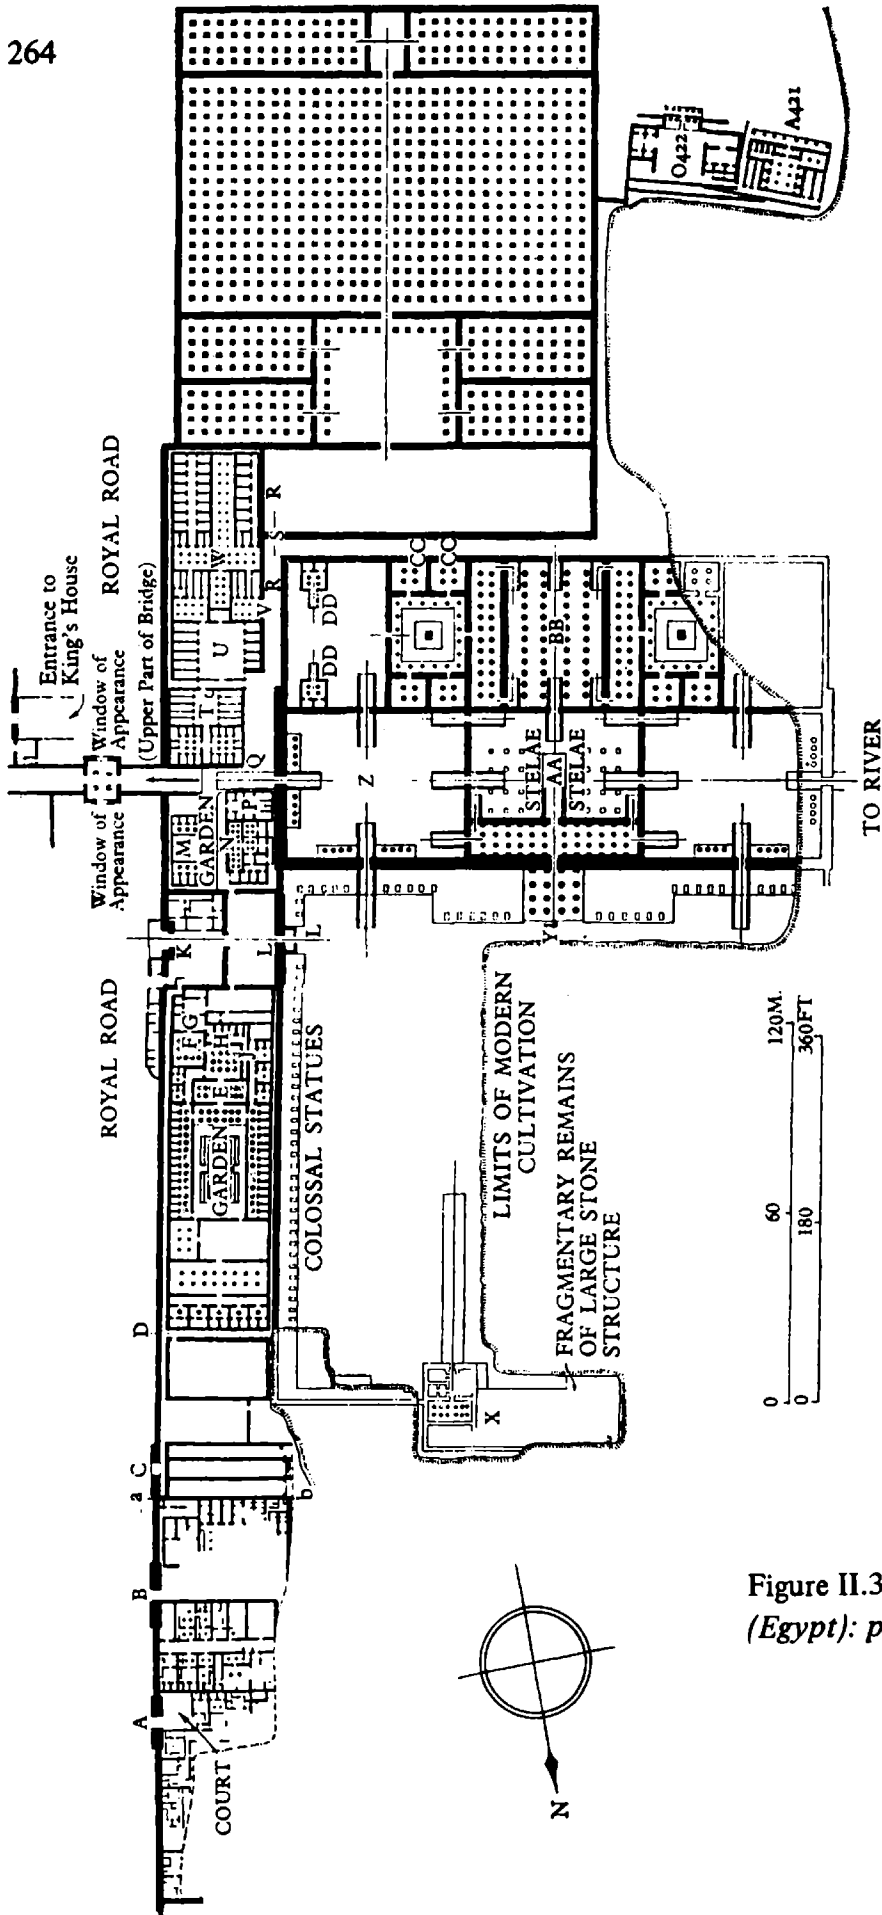 264
Entrance to
King's House
ROYAL ROAD
Window of
Appearance
(Upper Part of Bridge)
Window of
Appearance
ROYAL ROAD
O422
A421
R
S
R
W
V
U
T
Q
P
N
M
GARDEN
K
L
L
CC
CC
DD
DD
BB
Z
STELAE
AA
STELAE
Y
TO RIVER
F
G
H
E
GARDEN
COLOSSAL STATUES
LIMITS OF MODERN
CULTIVATION
FRAGMENTARY REMAINS
OF LARGE STONE
STRUCTURE
X
D
C
a
b
B
A
COURT
0 60 120M.
0 180 360FT
N
Figure II.3
(Egypt): p